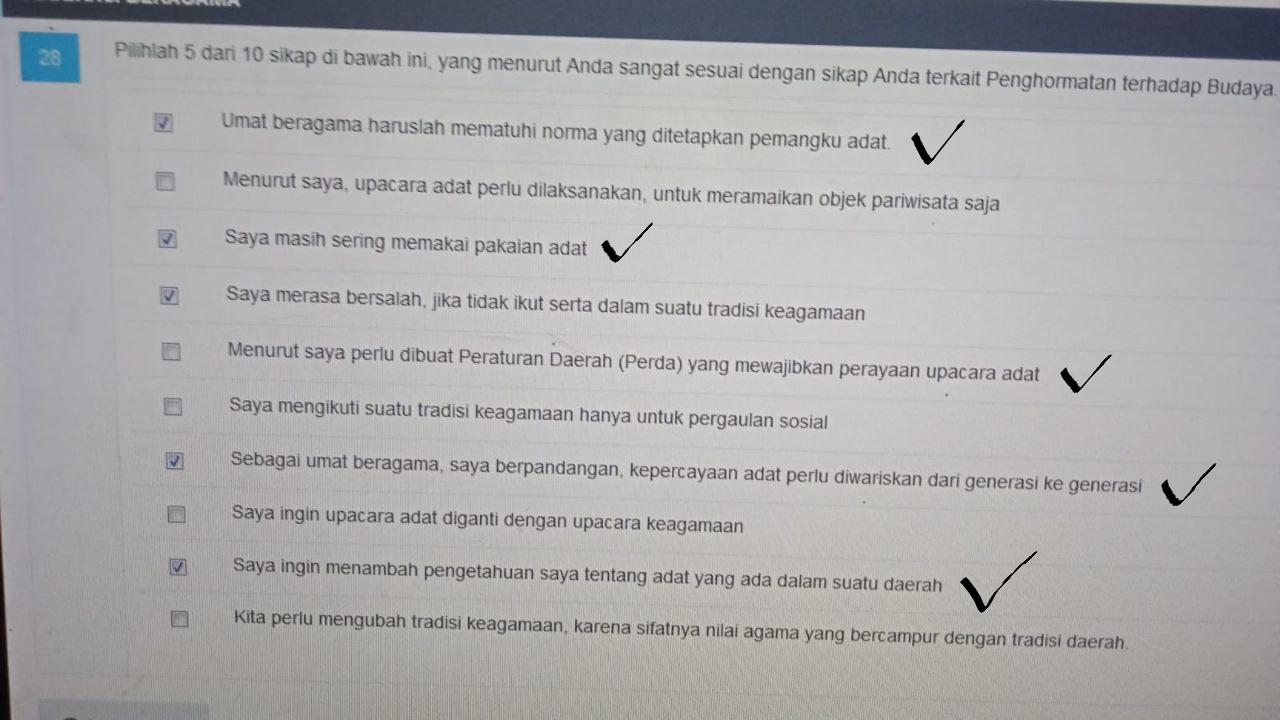 28
Pilihlah 5 dari 10 sikap di bawah ini, yang menurut Anda sangat sesuai dengan sikap Anda terkait Penghormatan terhadap Budaya.
Umat beragama haruslah mematuhi norma yang ditetapkan pemangku adat.
Menurut saya, upacara adat perlu dilaksanakan, untuk meramaikan objek pariwisata saja
Saya masih sering memakai pakaian adat
Saya merasa bersalah, jika tidak ikut serta dalam suatu tradisi keagamaan
Menurut saya perlu dibuat Peraturan Daerah (Perda) yang mewajibkan perayaan upacara adat
Saya mengikuti suatu tradisi keagamaan hanya untuk pergaulan sosial
Sebagai umat beragama, saya berpandangan, kepercayaan adat perlu diwariskan dari generasi ke generasi
Saya ingin upacara adat diganti dengan upacara keagamaan
Saya ingin menambah pengetahuan saya tentang adat yang ada dalam suatu daerah
Kita perlu mengubah tradisi keagamaan, karena sifatnya nilai agama yang bercampur dengan tradisi daerah.